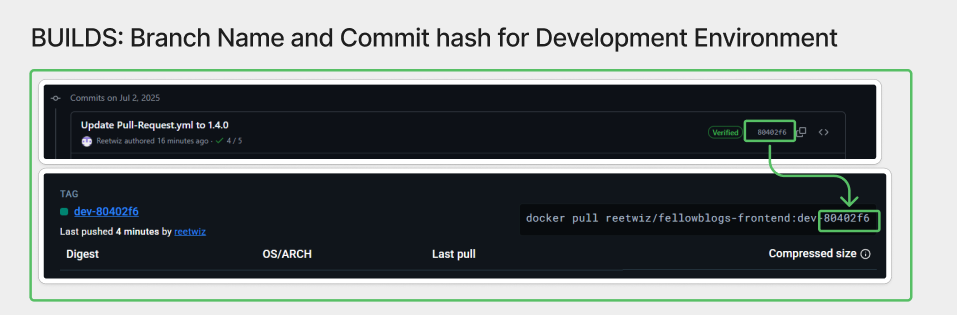 BUILDS: Branch Name and Commit hash for Development Environment
Commits on Jul 2, 2025
Update Pull-Request.yml to 1.4.0
Verified 80402f6
Reetwiz authored 16 minutes ago · 4 / 5
TAG
dev-80402f6
docker pull reetwiz/fellowblogs-frontend:dev-80402f6
Last pushed 4 minutes by reetwiz
Digest OS/ARCH Last pull Compressed size